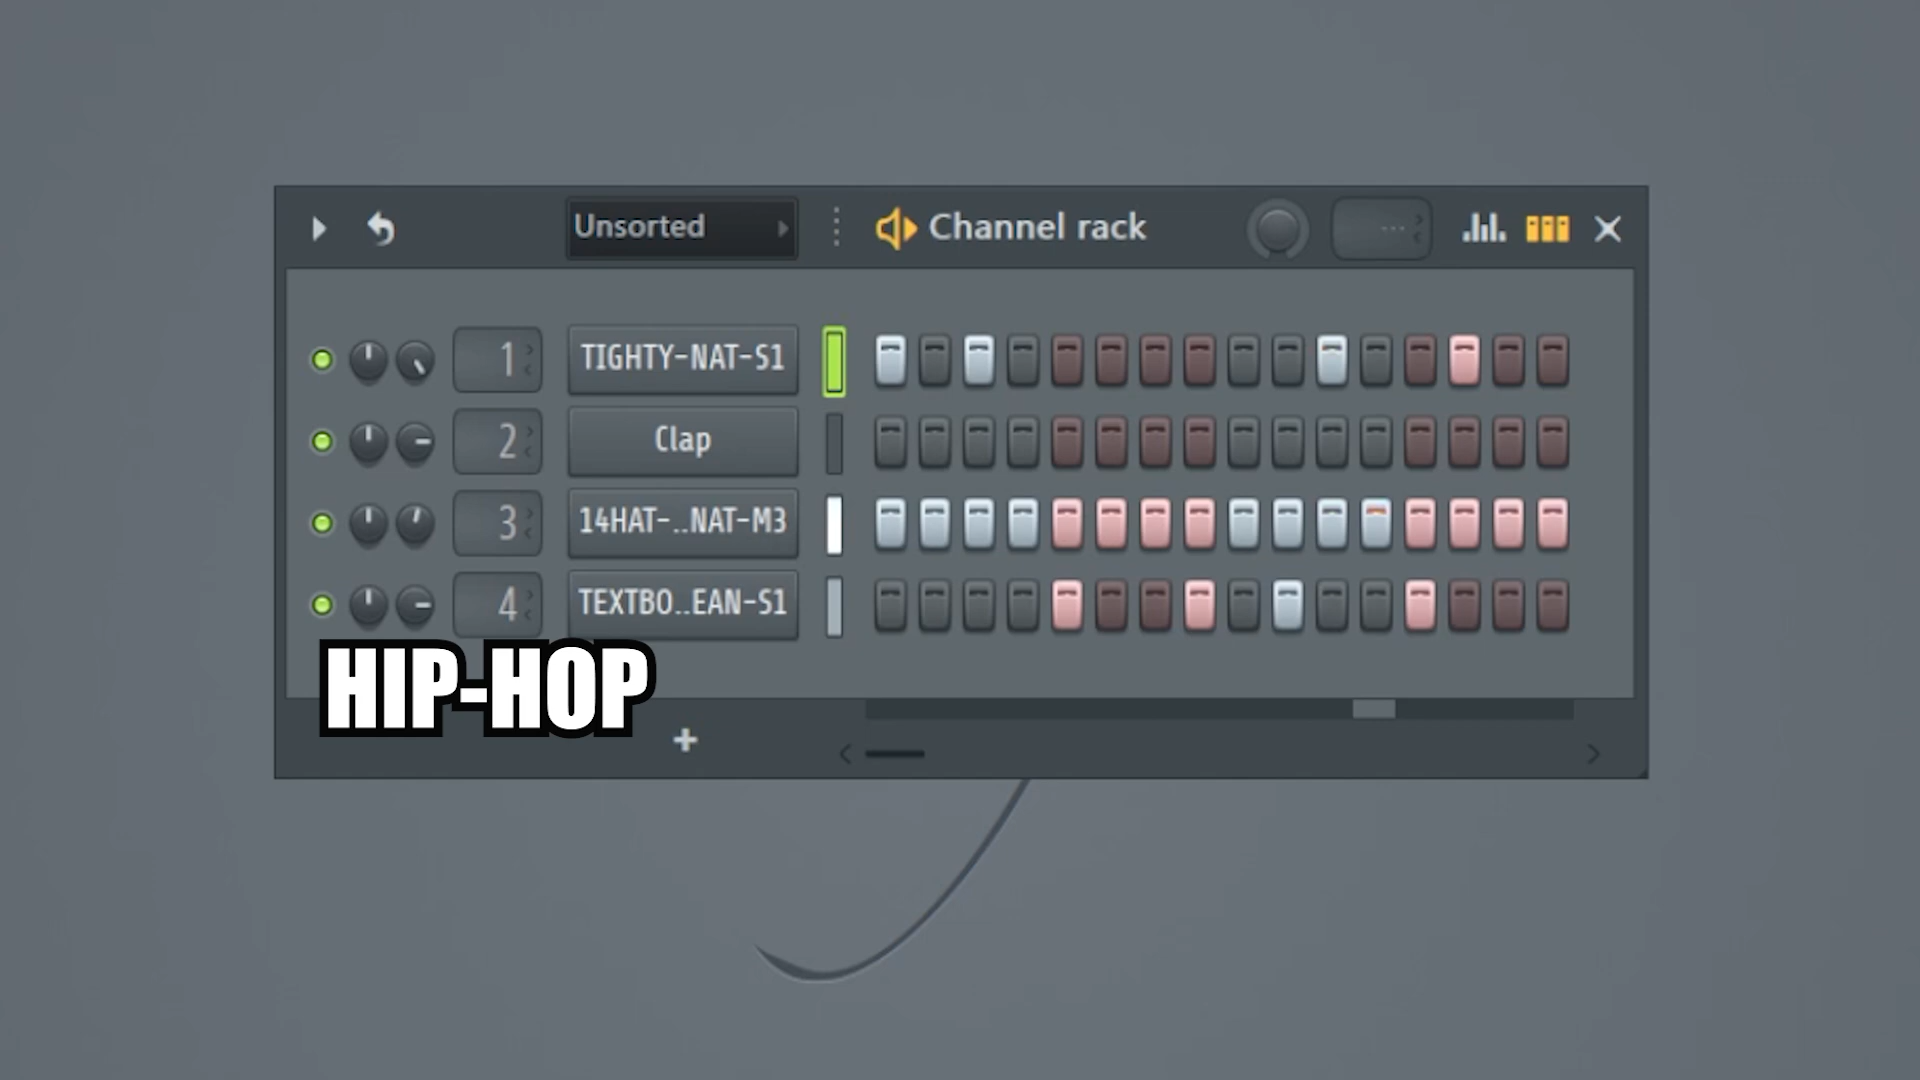 Unsorted
Channel rack
1
TIGHTY-NAT-S1
2
Clap
3
14HAT-..NAT-M3
4
TEXTBO..EAN-S1
HIP-HOP